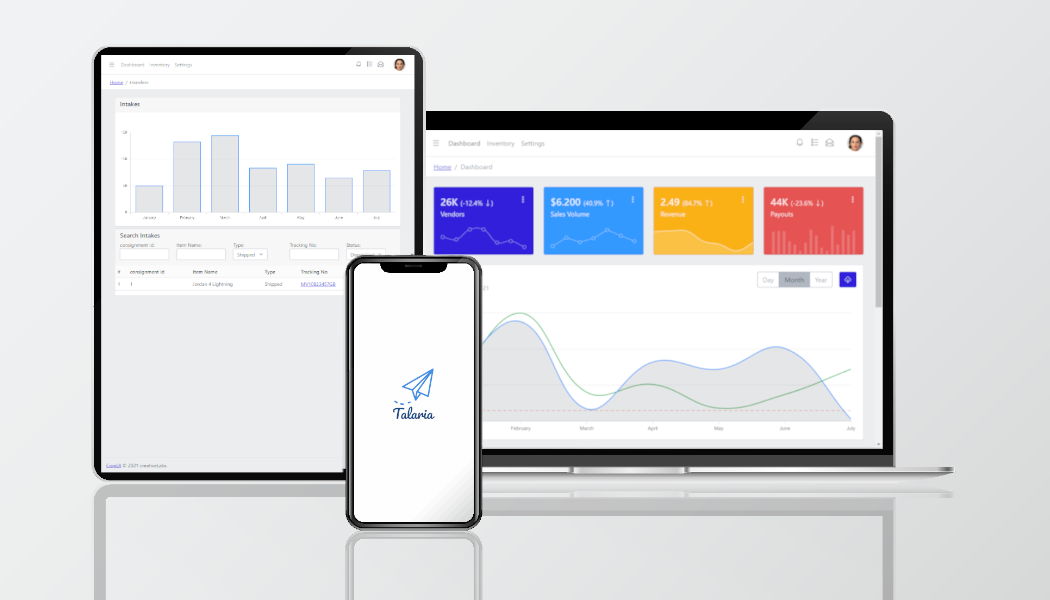 Dashboard Inventory Settings
Home /
Intakes
January February March April May June July
Search Intakes
consignment id: Item Name: Type: Tracking No: Status:
Shipped
# consignment id Item Name Type Tracking No
1 1 Jordan 4 Lightning Shipped
CoreUI © 2021 creativeLabs.
Talaria
Dashboard Inventory Settings
Home / Dashboard
26K (-12.4% ↓) $6.200 (40.9% ↑) 2.49 (84.7% ↑) 44K (-23.6% ↓)
Vendors Sales Volume Revenue Payouts
Day Month Year
February March April May June July